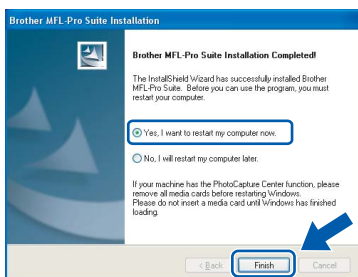 Brother MFL-Pro Suite Installation
Brother MFL-Pro Suite Installation Completed!
The InstallShield Wizard has successfully installed Brother
MFL-Pro Suite. Before you can use the program, you must
restart your computer.
Yes, I want to restart my computer now.
No, I will restart my computer later.
If your machine has the PhotoCapture Center function, please
remove all media cards before restarting Windows.
Please do not insert a media card until Windows has finished
loading.
< Back Finish Cancel